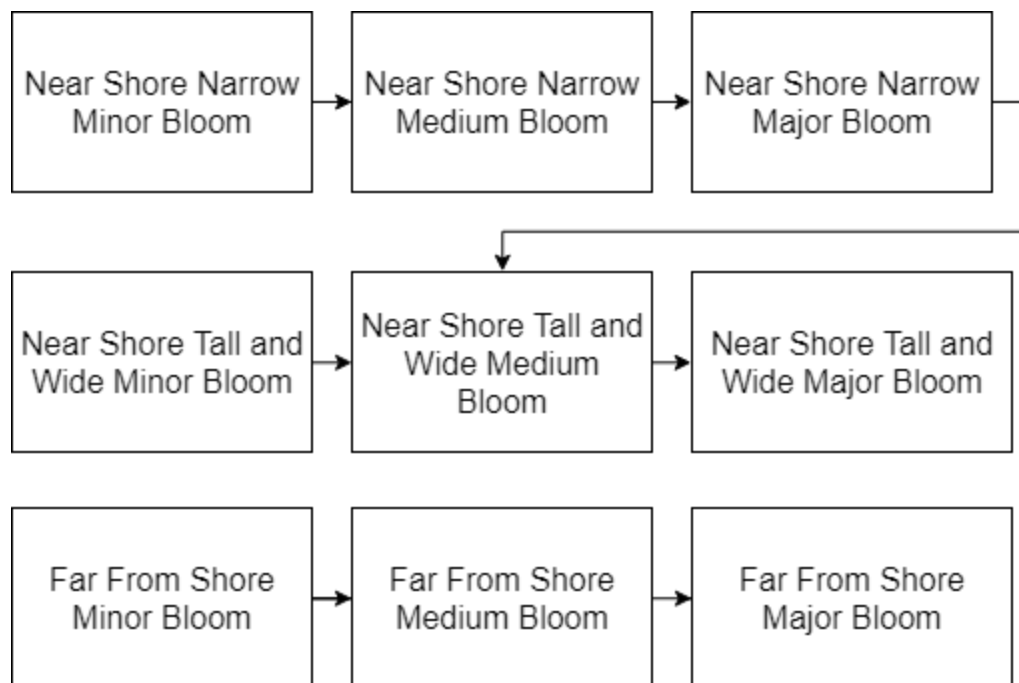 Near Shore Narrow
Minor Bloom
Near Shore Narrow
Medium Bloom
Near Shore Narrow
Major Bloom
Near Shore Tall and
Wide Minor Bloom
Near Shore Tall and
Wide Medium
Bloom
Near Shore Tall and
Wide Major Bloom
Far From Shore
Minor Bloom
Far From Shore
Medium Bloom
Far From Shore
Major Bloom